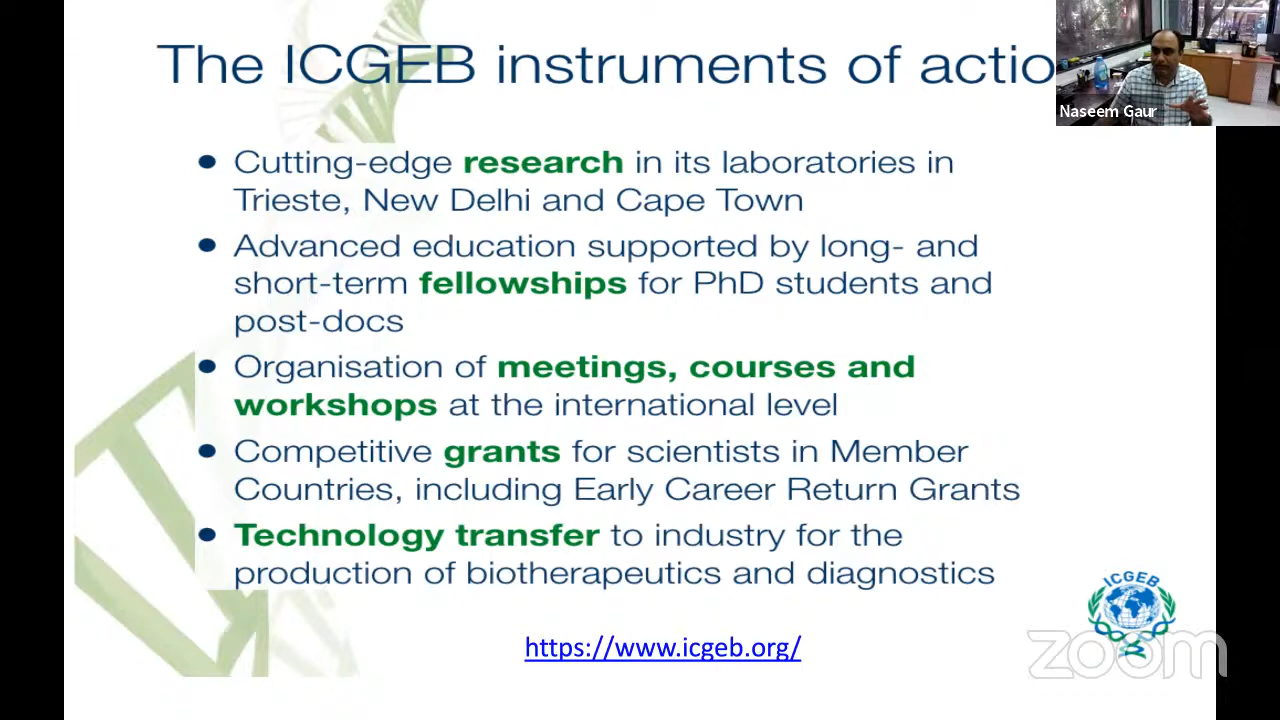 The ICGEB instruments of actio
Naseem Gaur
Cutting-edge research in its laboratories in
Trieste, New Delhi and Cape Town
Advanced education supported by long- and
short-term fellowships for PhD students and
post-docs
Organisation of meetings, courses and
workshops at the international level
Competitive grants for scientists in Member
Countries, including Early Career Return Grants
Technology transfer to industry for the
production of biotherapeutics and diagnostics
ICGEB
https://www.icgeb.org/
zoom